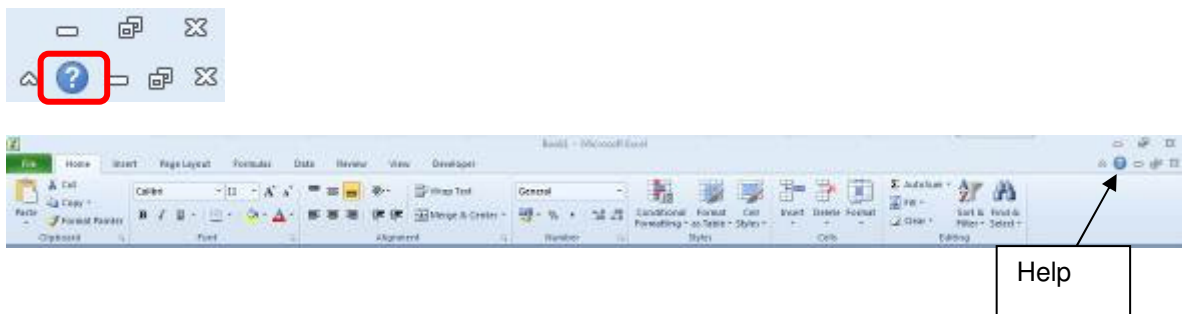 ?
Book1 - Microsoft Excel
File Home Insert Page Layout Formulas Data Review View Developer
Cut Calibri 11 A A Wrap Text General Σ AutoSum
Copy Fill
Paste Format Painter B I U A Merge & Center % , Conditional Formatting Format as Table Cell Styles Insert Delete Format Clear Sort & Filter Find & Select
Clipboard Font Alignment Number Styles Cells Editing
Help